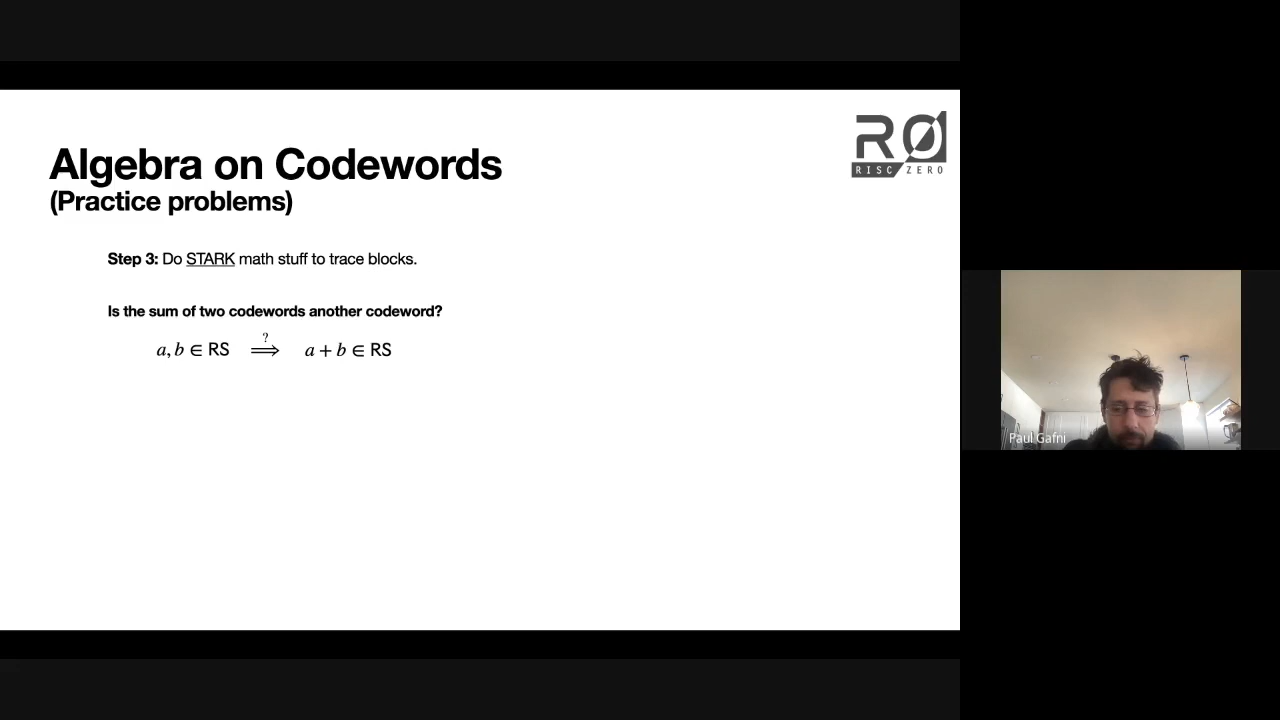 RØ
RISC ZERO
Algebra on Codewords
(Practice problems)
Step 3: Do STARK math stuff to trace blocks.
Is the sum of two codewords another codeword?
a, b ∈ RS ⟹? a + b ∈ RS
Paul Gafni